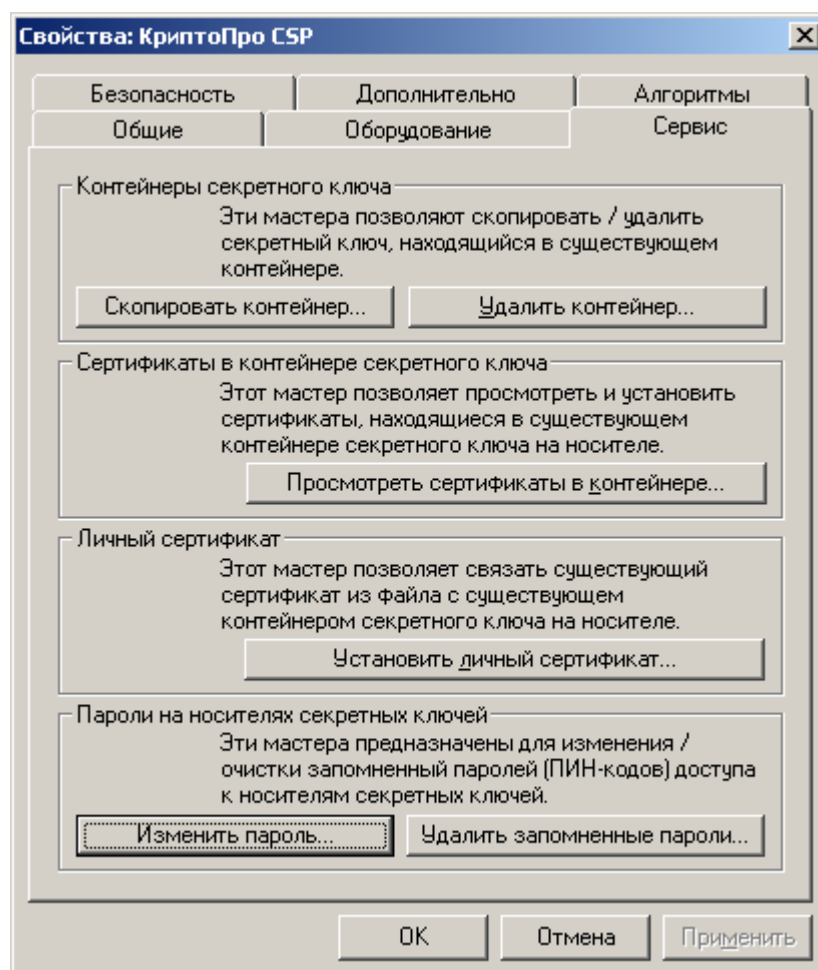 Свойства: КриптоПро CSP
Безопасность
Дополнительно
Алгоритмы
Общие
Оборудование
Сервис
Контейнеры секретного ключа
Эти мастера позволяют скопировать / удалить
секретный ключ, находящийся в существующем
контейнере.
Скопировать контейнер...
Удалить контейнер...
Сертификаты в контейнере секретного ключа
Этот мастер позволяет просмотреть и установить
сертификаты, находящиеся в существующем
контейнере секретного ключа на носителе.
Просмотреть сертификаты в контейнере...
Личный сертификат
Этот мастер позволяет связать существующий
сертификат из файла с существующим
контейнером секретного ключа на носителе.
Установить личный сертификат...
Пароли на носителях секретных ключей
Эти мастера предназначены для изменения /
очистки запомненный паролей (ПИН-кодов) доступа
к носителям секретных ключей.
Изменить пароль...
Удалить запомненные пароли...
ОК
Отмена
Применить